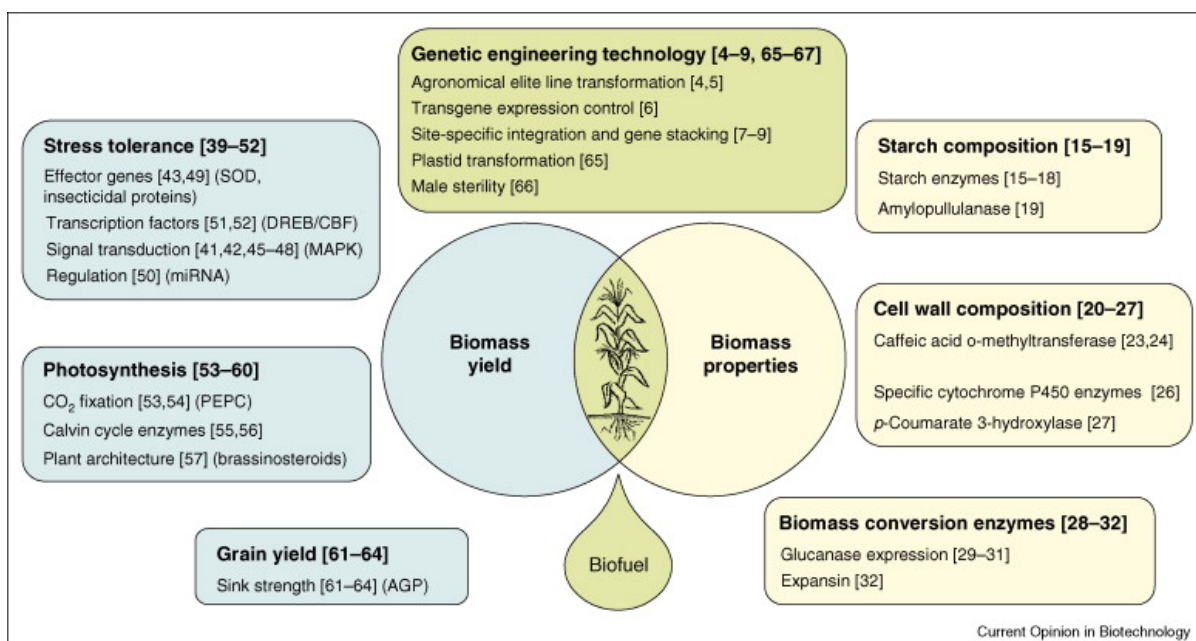 Genetic engineering technology [4–9, 65–67]
Agronomical elite line transformation [4,5]
Transgene expression control [6]
Site-specific integration and gene stacking [7–9]
Plastid transformation [65]
Male sterility [66]
Stress tolerance [39–52]
Effector genes [43,49] (SOD,
insecticidal proteins)
Transcription factors [51,52] (DREB/CBF)
Signal transduction [41,42,45–48] (MAPK)
Regulation [50] (miRNA)
Photosynthesis [53–60]
CO₂ fixation [53,54] (PEPC)
Calvin cycle enzymes [55,56]
Plant architecture [57] (brassinosteroids)
Grain yield [61–64]
Sink strength [61–64] (AGP)
Biomass
yield
Biomass
properties
Biofuel
Starch composition [15–19]
Starch enzymes [15–18]
Amylopullulanase [19]
Cell wall composition [20–27]
Caffeic acid o-methyltransferase [23,24]
Specific cytochrome P450 enzymes [26]
p-Coumarate 3-hydroxylase [27]
Biomass conversion enzymes [28–32]
Glucanase expression [29–31]
Expansin [32]
Current Opinion in Biotechnology